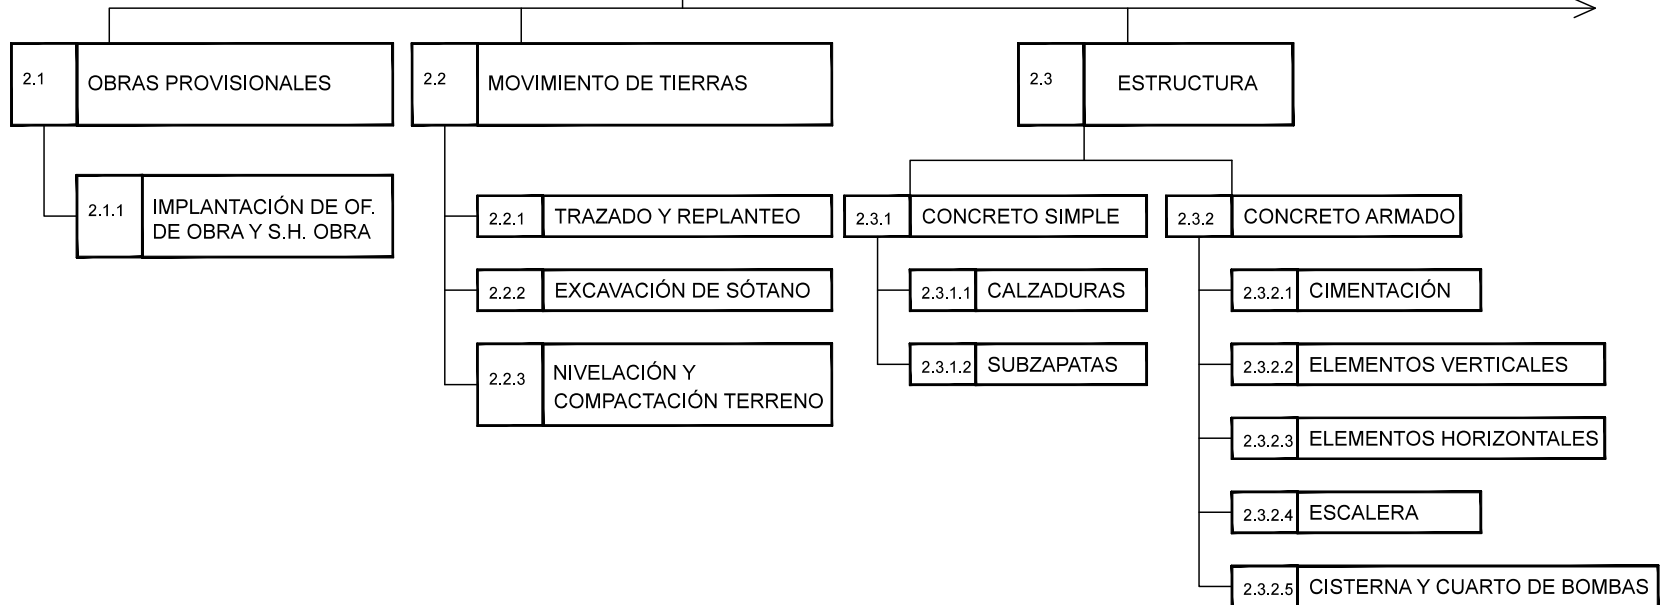 2.1 OBRAS PROVISIONALES
2.1.1 IMPLANTACIÓN DE OF.
DE OBRA Y S.H. OBRA
2.2 MOVIMIENTO DE TIERRAS
2.2.1 TRAZADO Y REPLANTEO
2.2.2 EXCAVACIÓN DE SÓTANO
2.2.3 NIVELACIÓN Y
COMPACTACIÓN TERRENO
2.3 ESTRUCTURA
2.3.1 CONCRETO SIMPLE
2.3.1.1 CALZADURAS
2.3.1.2 SUBZAPATAS
2.3.2 CONCRETO ARMADO
2.3.2.1 CIMENTACIÓN
2.3.2.2 ELEMENTOS VERTICALES
2.3.2.3 ELEMENTOS HORIZONTALES
2.3.2.4 ESCALERA
2.3.2.5 CISTERNA Y CUARTO DE BOMBAS